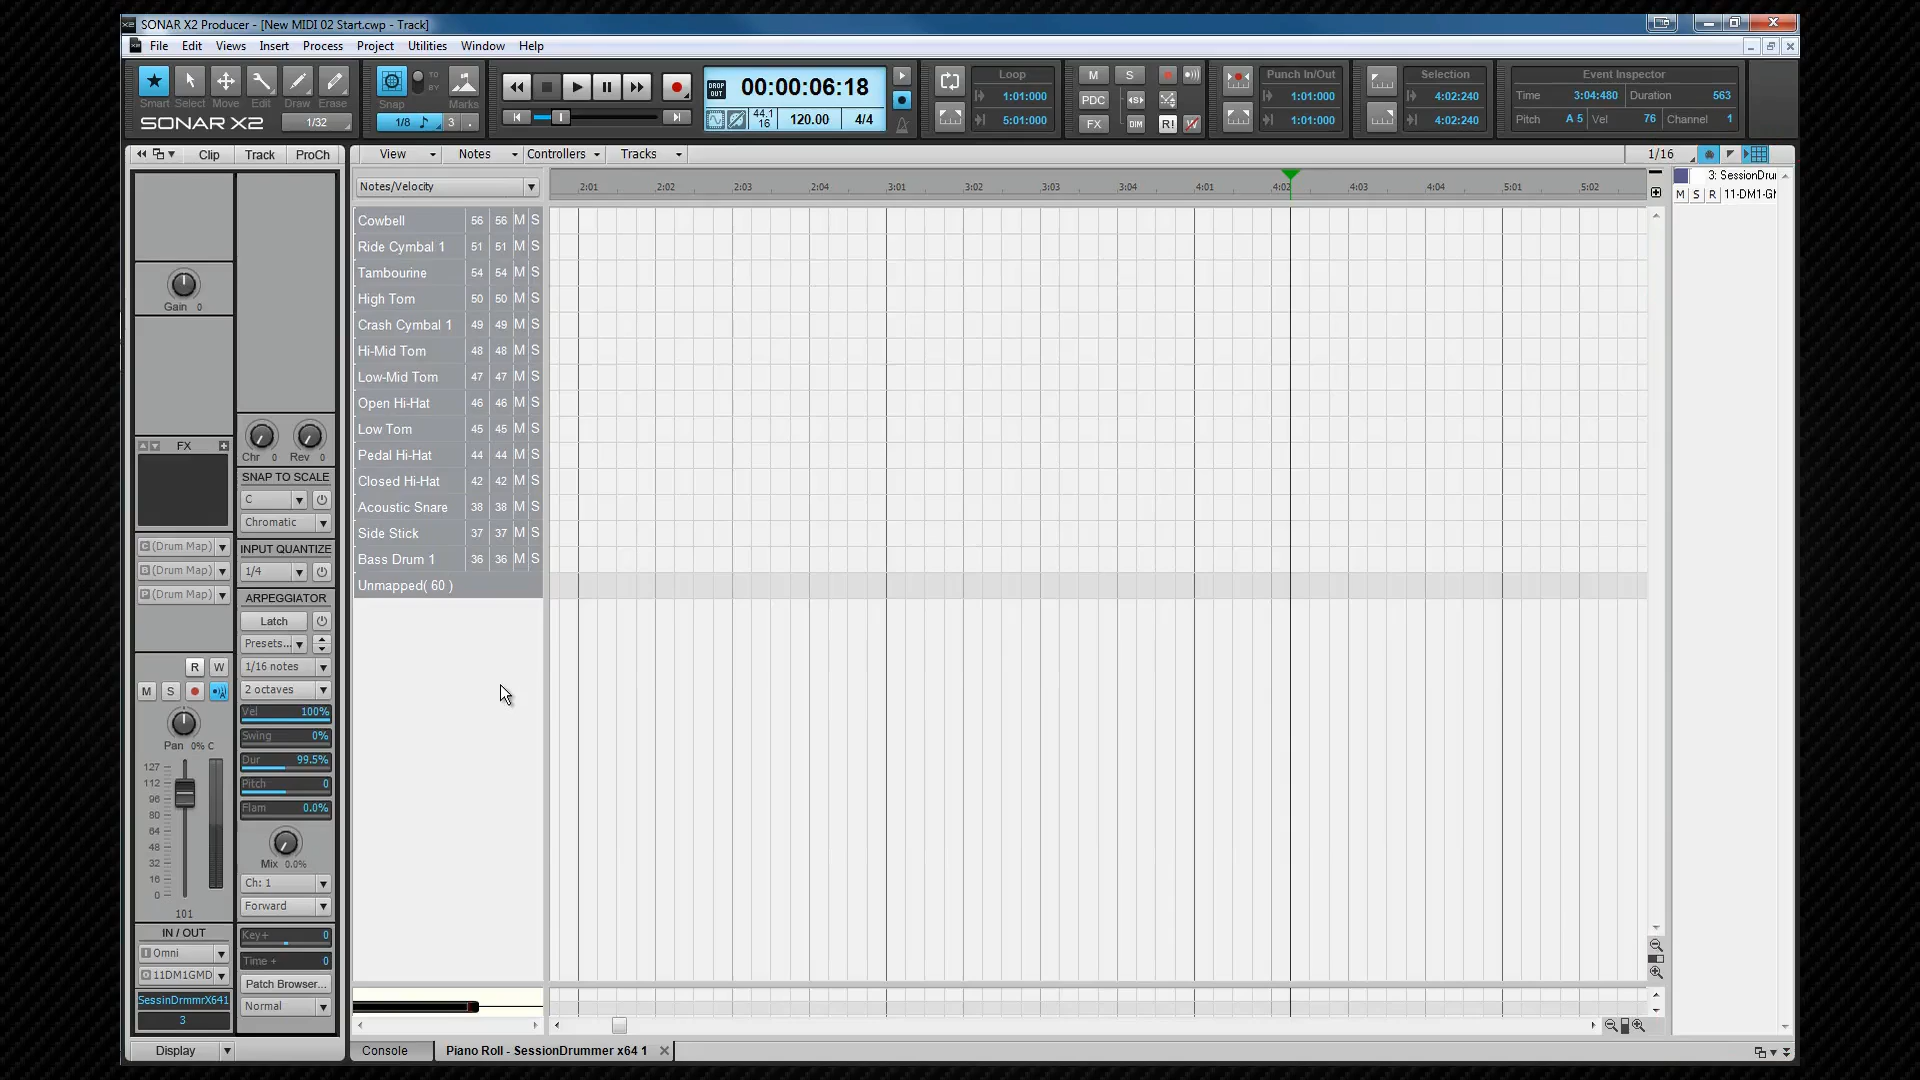 SONAR X2 Producer - [New MIDI 02 Start.cwp - Track]
File Edit Views Insert Process Project Utilities Window Help
Smart Select Move Edit Draw Erase
SONAR X2 1/32
TO
BY
Snap Marks
1/8 3 .
DROP OUT 00:00:06:18
44.1
16 120.00 4/4
Loop
1:01:000
5:01:000
M S
PDC
FX DIM R! W
Punch In/Out
1:01:000
1:01:000
Selection
4:02:240
4:02:240
Event Inspector
Time 3:04:480 Duration 563
Pitch A 5 Vel 76 Channel 1
Clip Track ProCh
View Notes Controllers Tracks 1/16
Notes/Velocity
2:01 2:02 2:03 2:04 3:01 3:02 3:03 3:04 4:01 4:02 4:03 4:04 5:01 5:02
3: SessionDru
M S R 11-DM1-G
Cowbell 56 56 M S
Ride Cymbal 1 51 51 M S
Tambourine 54 54 M S
High Tom 50 50 M S
Crash Cymbal 1 49 49 M S
Hi-Mid Tom 48 48 M S
Low-Mid Tom 47 47 M S
Open Hi-Hat 46 46 M S
Low Tom 45 45 M S
Pedal Hi-Hat 44 44 M S
Closed Hi-Hat 42 42 M S
Acoustic Snare 38 38 M S
Side Stick 37 37 M S
Bass Drum 1 36 36 M S
Unmapped( 60 )
Gain 0
FX
C (Drum Map)
B (Drum Map)
P (Drum Map)
R W
M S
Pan 0% C
127
112
96
80
64
48
32
16
0
101
IN / OUT
I Omni
O 11DM1GMD
SessinDrmmrX641
3
Chr 0 Rev 0
SNAP TO SCALE
C
Chromatic
INPUT QUANTIZE
1/4
ARPEGGIATOR
Latch
Presets...
1/16 notes
2 octaves
Vel 100%
Swing 0%
Dur 99.5%
Pitch 0
Flam 0.0%
Mix 0.0%
Ch: 1
Forward
Key+ 0
Time + 0
Patch Browser...
Normal
Display
Console Piano Roll - SessionDrummer x64 1